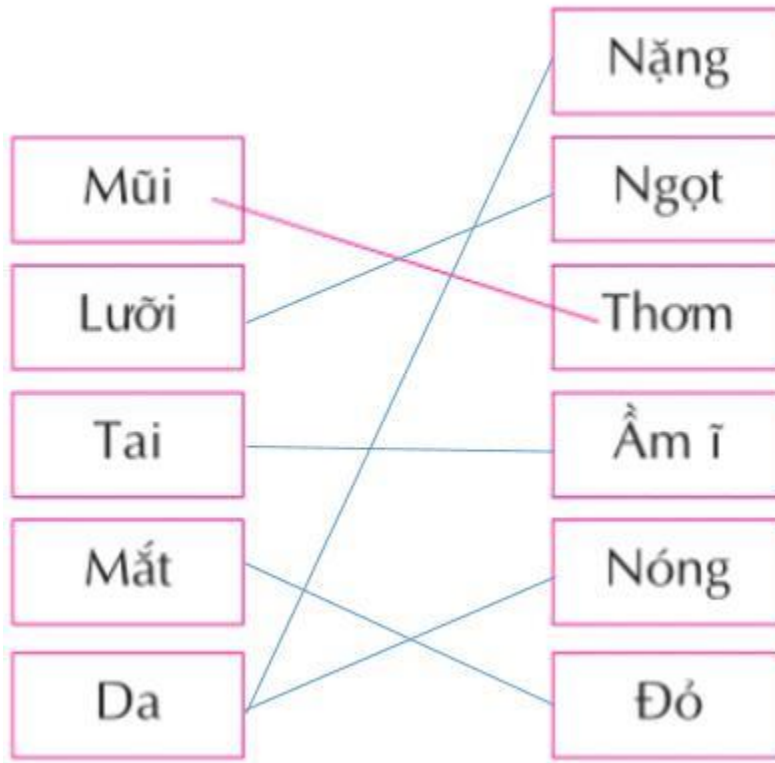 Nặng
Mũi
Ngọt
Lưỡi
Thơm
Tai
Ầm ĩ
Mắt
Nóng
Da
Đỏ